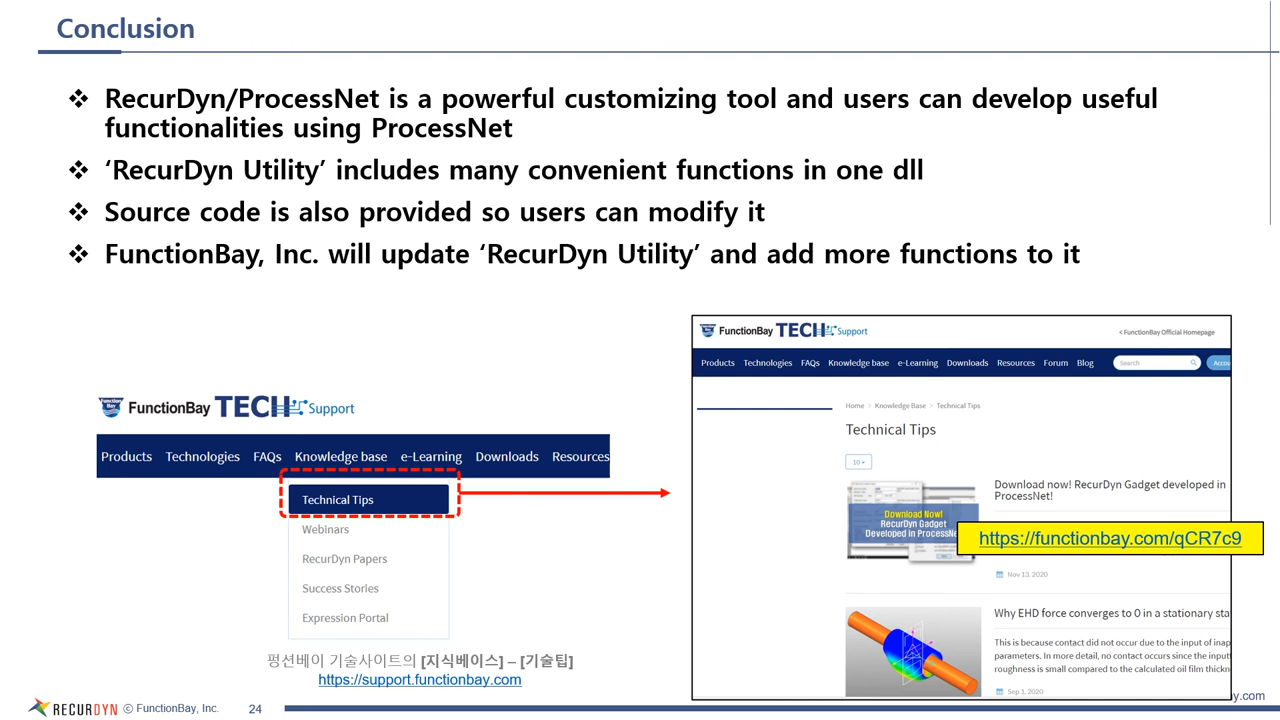 Conclusion
❖ RecurDyn/ProcessNet is a powerful customizing tool and users can develop useful
functionalities using ProcessNet
❖ ‘RecurDyn Utility’ includes many convenient functions in one dll
❖ Source code is also provided so users can modify it
❖ FunctionBay, Inc. will update ‘RecurDyn Utility’ and add more functions to it
FunctionBay TECH Support
Products Technologies FAQs Knowledge base e-Learning Downloads Resources
Technical Tips
Webinars
RecurDyn Papers
Success Stories
Expression Portal
펑션베이 기술사이트의 [지식베이스] – [기술팁]
https://support.functionbay.com
FunctionBay TECH Support
< FunctionBay Official Homepage
Products Technologies FAQs Knowledge base e-Learning Downloads Resources Forum Blog Search Accou
Home > Knowledge Base > Technical Tips
Technical Tips
10
Download Now!
RecurDyn Gadget
Developed in ProcessNe
Download now! RecurDyn Gadget developed in
ProcessNet!
https://functionbay.com/qCR7c9
Nov 13, 2020
Why EHD force converges to 0 in a stationary sta
This is because contact did not occur due to the input of inap
parameters. In more detail, no contact occurs since the input
roughness is small compared to the calculated oil film thickn
Sep 1, 2020
RECURDYN © FunctionBay, Inc. 24
y.com